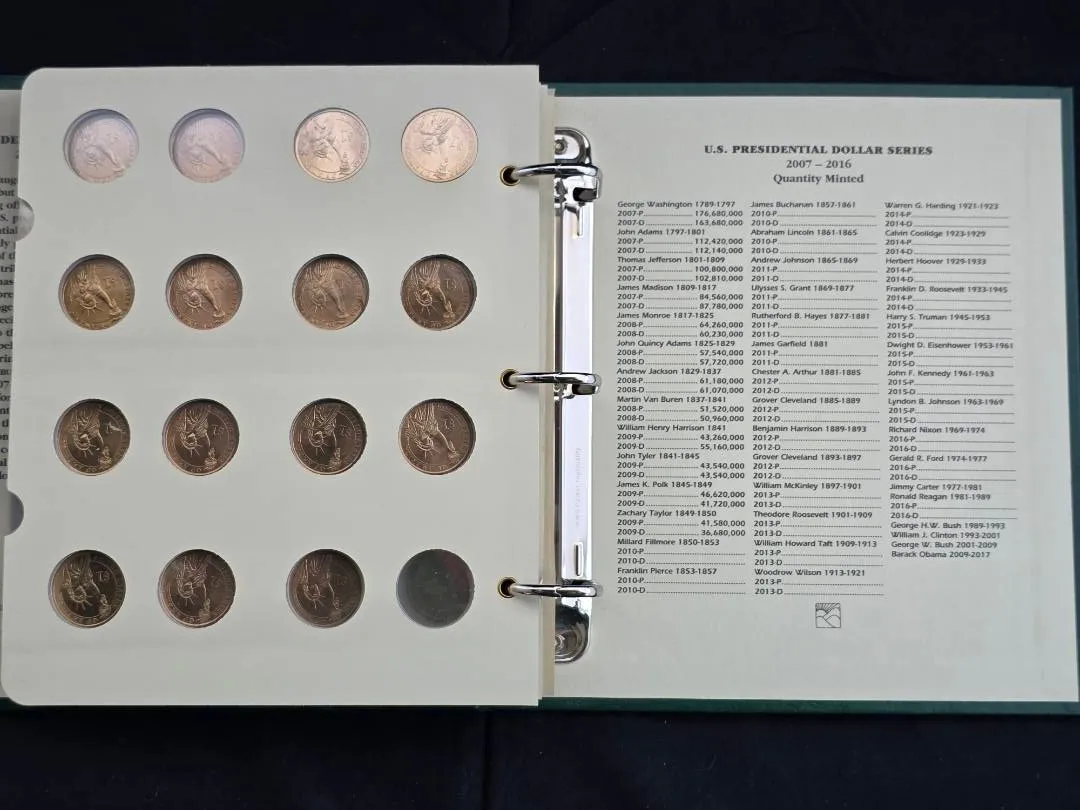 U.S. PRESIDENTIAL DOLLAR SERIES
2007 – 2016
Quantity Minted
George Washington 1789-1797
2007-P 176,680,000
2007-D 163,680,000
John Adams 1797-1801
2007-P 112,420,000
2007-D 112,140,000
Thomas Jefferson 1801-1809
2007-P 100,800,000
2007-D 102,810,000
James Madison 1809-1817
2007-P 84,560,000
2007-D 87,780,000
James Monroe 1817-1825
2008-P 64,260,000
2008-D 60,230,000
John Quincy Adams 1825-1829
2008-P 57,540,000
2008-D 57,720,000
Andrew Jackson 1829-1837
2008-P 61,180,000
2008-D 61,070,000
Martin Van Buren 1837-1841
2008-P 51,520,000
2008-D 50,960,000
William Henry Harrison 1841
2009-P 43,260,000
2009-D 55,160,000
John Tyler 1841-1845
2009-P 43,540,000
2009-D 43,540,000
James K. Polk 1845-1849
2009-P 46,620,000
2009-D 41,720,000
Zachary Taylor 1849-1850
2009-P 41,580,000
2009-D 36,680,000
Millard Fillmore 1850-1853
2010-P
2010-D
Franklin Pierce 1853-1857
2010-P
2010-D
James Buchanan 1857-1861
2010-P
2010-D
Abraham Lincoln 1861-1865
2010-P
2010-D
Andrew Johnson 1865-1869
2011-P
2011-D
Ulysses S. Grant 1869-1877
2011-P
2011-D
Rutherford B. Hayes 1877-1881
2011-P
2011-D
James Garfield 1881
2011-P
2011-D
Chester A. Arthur 1881-1885
2012-P
2012-D
Grover Cleveland 1885-1889
2012-P
2012-D
Benjamin Harrison 1889-1893
2012-P
2012-D
Grover Cleveland 1893-1897
2012-P
2012-D
William McKinley 1897-1901
2013-P
2013-D
Theodore Roosevelt 1901-1909
2013-P
2013-D
William Howard Taft 1909-1913
2013-P
2013-D
Woodrow Wilson 1913-1921
2013-P
2013-D
Warren G. Harding 1921-1923
2014-P
2014-D
Calvin Coolidge 1923-1929
2014-P
2014-D
Herbert Hoover 1929-1933
2014-P
2014-D
Franklin D. Roosevelt 1933-1945
2014-P
2014-D
Harry S. Truman 1945-1953
2015-P
2015-D
Dwight D. Eisenhower 1953-1961
2015-P
2015-D
John F. Kennedy 1961-1963
2015-P
2015-D
Lyndon B. Johnson 1963-1969
2015-P
2015-D
Richard Nixon 1969-1974
2016-P
2016-D
Gerald R. Ford 1974-1977
2016-P
2016-D
Jimmy Carter 1977-1981
Ronald Reagan 1981-1989
2016-P
2016-D
George H.W. Bush 1989-1993
William J. Clinton 1993-2001
George W. Bush 2001-2009
Barack Obama 2009-2017